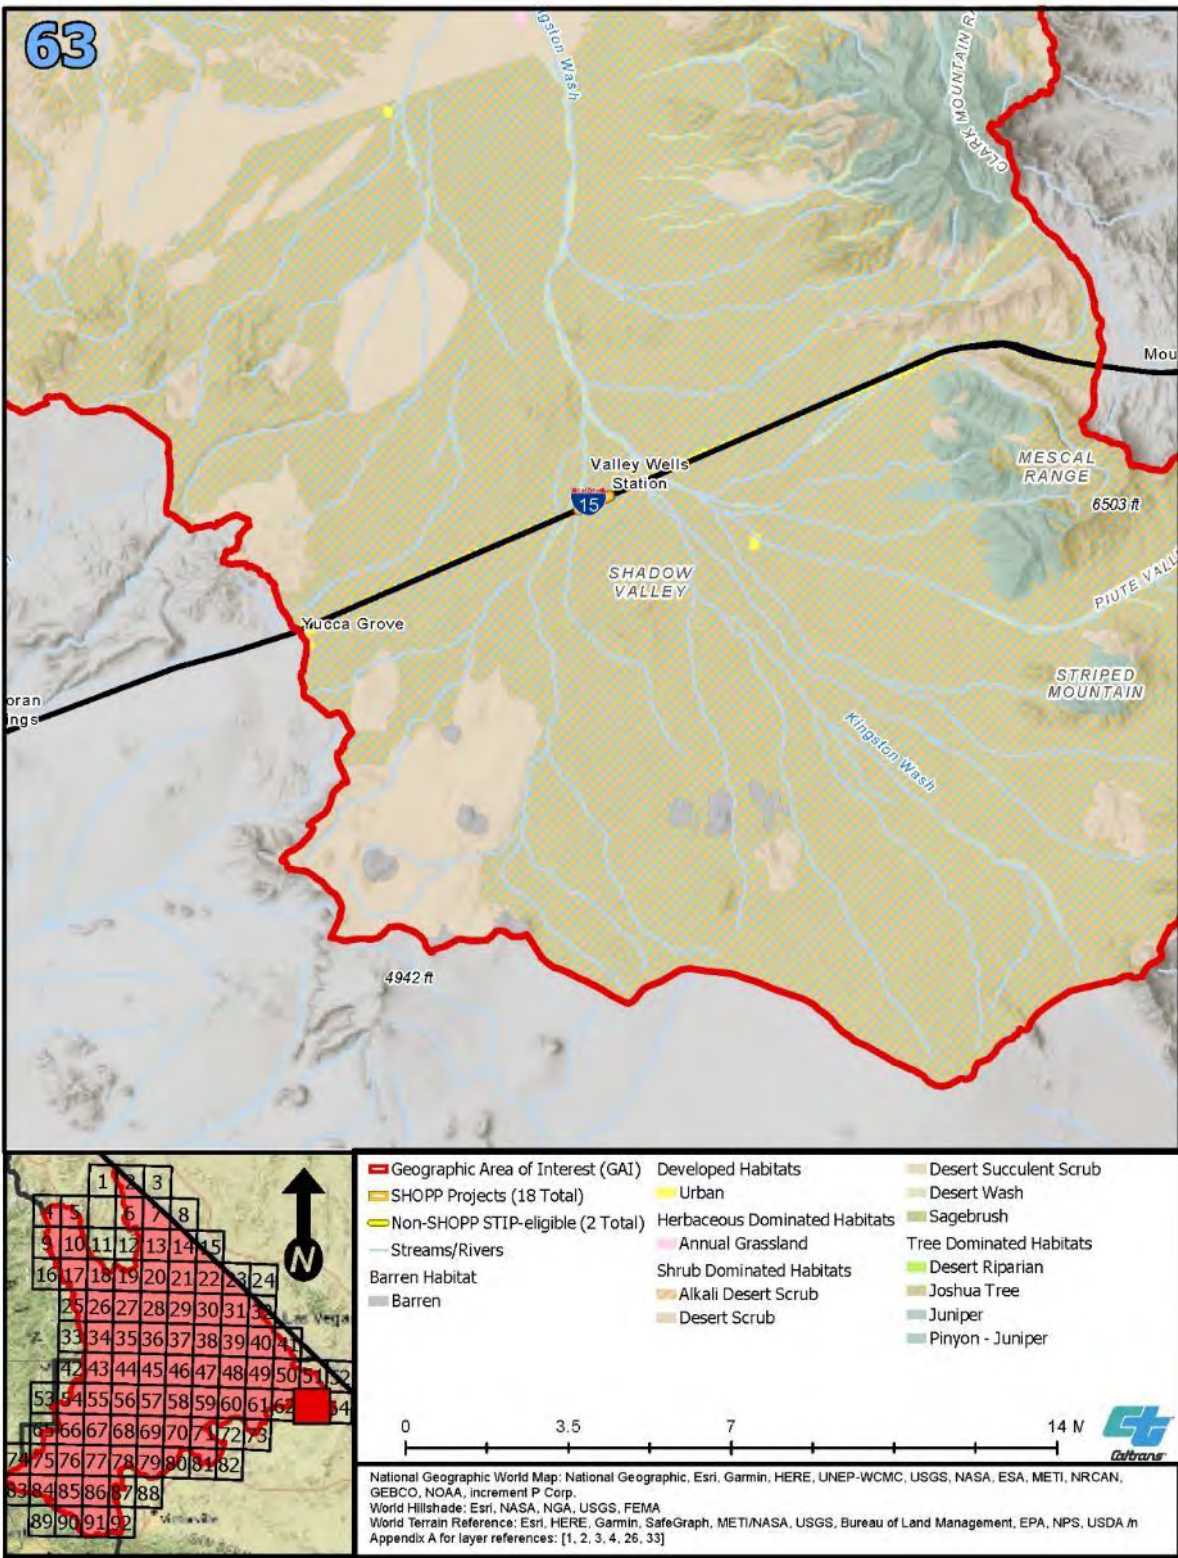 63
gston Wash
CLARK MOUNTAIN RA
Mou
Valley Wells
Station
15
MESCAL
RANGE
6503 ft
SHADOW
VALLEY
PIUTE VALL
Yucca Grove
STRIPED
MOUNTAIN
oran
ings
Kingston Wash
4942 ft
1 2 3
4 5 6 7 8
9 10 11 12 13 14 15
16 17 18 19 20 21 22 23 24
25 26 27 28 29 30 31 32
Las Vega
33 34 35 36 37 38 39 40 41
42 43 44 45 46 47 48 49 50 51 52
53 54 55 56 57 58 59 60 61 62 64
65 66 67 68 69 70 71 72 73
74 75 76 77 78 79 80 81 82
83 84 85 86 87 88
89 90 91 92
Victorville
N
Geographic Area of Interest (GAI)
SHOPP Projects (18 Total)
Non-SHOPP STIP-eligible (2 Total)
Streams/Rivers
Barren Habitat
Barren
Developed Habitats
Urban
Herbaceous Dominated Habitats
Annual Grassland
Shrub Dominated Habitats
Alkali Desert Scrub
Desert Scrub
Desert Succulent Scrub
Desert Wash
Sagebrush
Tree Dominated Habitats
Desert Riparian
Joshua Tree
Juniper
Pinyon - Juniper
0 3.5 7 14 M
ct
Caltrans
National Geographic World Map: National Geographic, Esri, Garmin, HERE, UNEP-WCMC, USGS, NASA, ESA, METI, NRCAN,
GEBCO, NOAA, increment P Corp.
World Hillshade: Esri, NASA, NGA, USGS, FEMA
World Terrain Reference: Esri, HERE, Garmin, SafeGraph, METI/NASA, USGS, Bureau of Land Management, EPA, NPS, USDA /n
Appendix A for layer references: [1, 2, 3, 4, 26, 33]